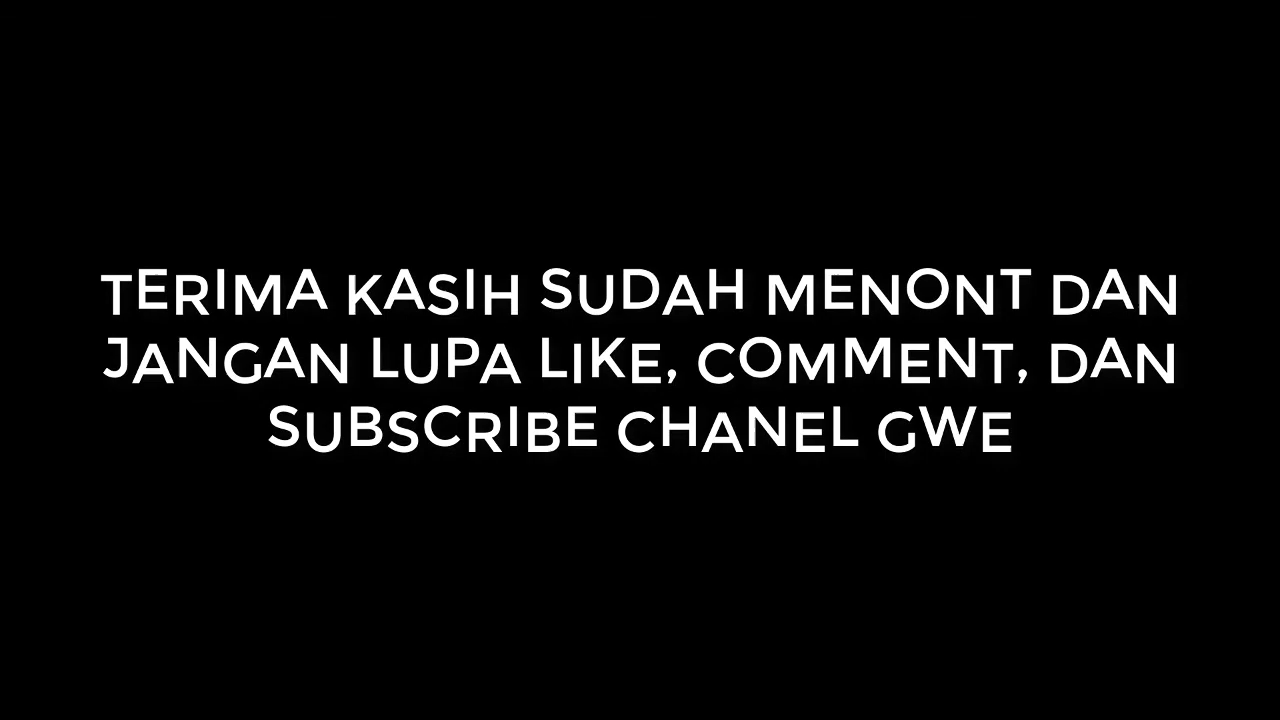 TERIMA KASIH SUDAH MENONT DAN
JANGAN LUPA LIKE, COMMENT, DAN
SUBSCRIBE CHANEL GWE